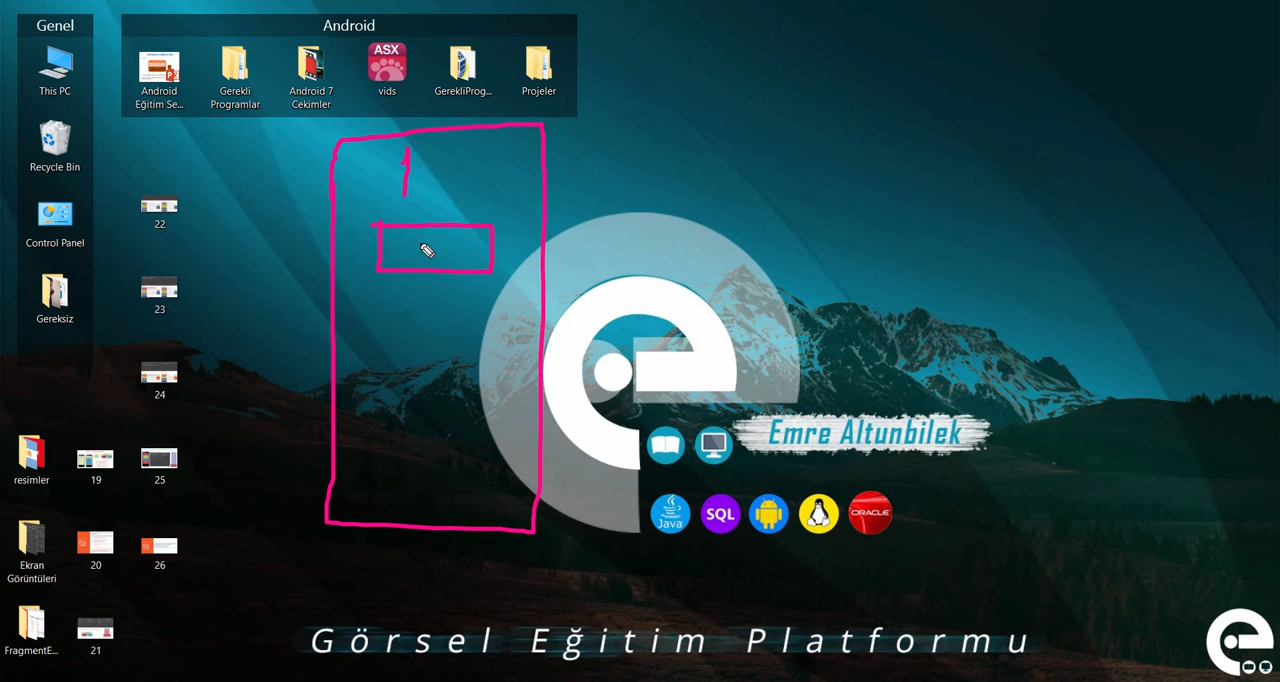 Genel
Android
This PC
Android
Eğitim Se...
Gerekli
Programlar
Android 7
Cekimler
ASX
vids
GerekliProg...
Projeler
Recycle Bin
1
22
Control Panel
23
Gereksiz
24
Emre Altunbilek
resimler
19
25
Java
SQL
ORACLE
Ekran
Görüntüleri
20
26
FragmentE...
21
Görsel Eğitim Platformu